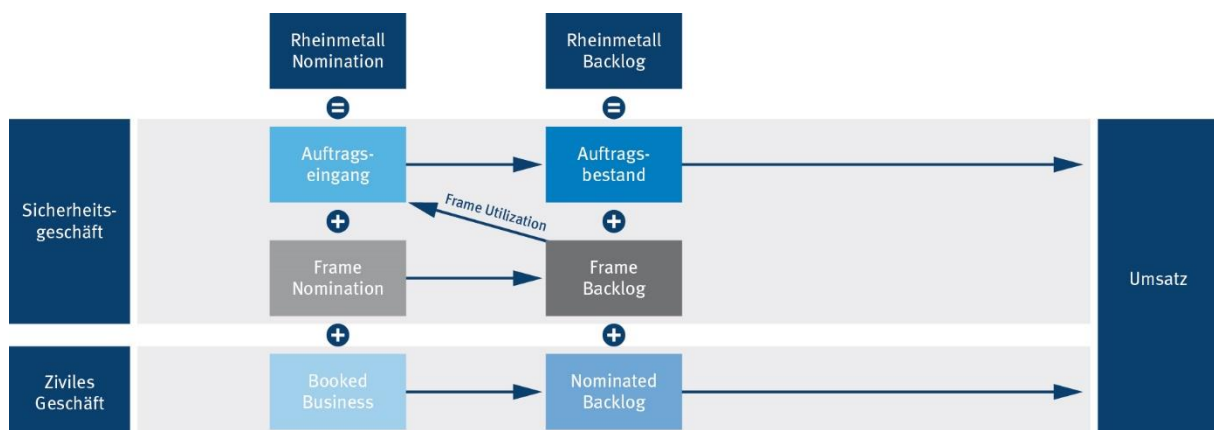 Rheinmetall
Nomination
Rheinmetall
Backlog
Auftrags-
eingang
Auftrags-
bestand
Sicherheits-
geschäft
Frame Utilization
Frame
Nomination
Frame
Backlog
Umsatz
Ziviles
Geschäft
Booked
Business
Nominated
Backlog